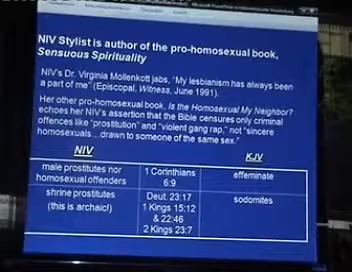 NIV Stylist is author of the pro-homosexual book,
Sensuous Spirituality
NIV's Dr. Virginia Mollenkott jabs, "My lesbianism has always been
a part of me" (Episcopal, Witness, June 1991).
Her other pro-homosexual book, Is the Homosexual My Neighbor?
echoes her NIV's assertion that the Bible censures only criminal
offences like "prostitution" and "violent gang rap," not "sincere
homosexuals...drawn to someone of the same sex."
NIV KJV
male prostitutes nor 1 Corinthians effeminate
homosexual offenders 6:9
shrine prostitutes Deut. 23:17 sodomites
(this is archaic!) 1 Kings 15:12
& 22:46
2 Kings 23:7